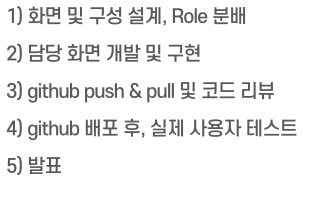 1) 화면 및 구성 설계, Role 분배
2) 담당 화면 개발 및 구현
3) github push & pull 및 코드 리뷰
4) github 배포 후, 실제 사용자 테스트
5) 발표